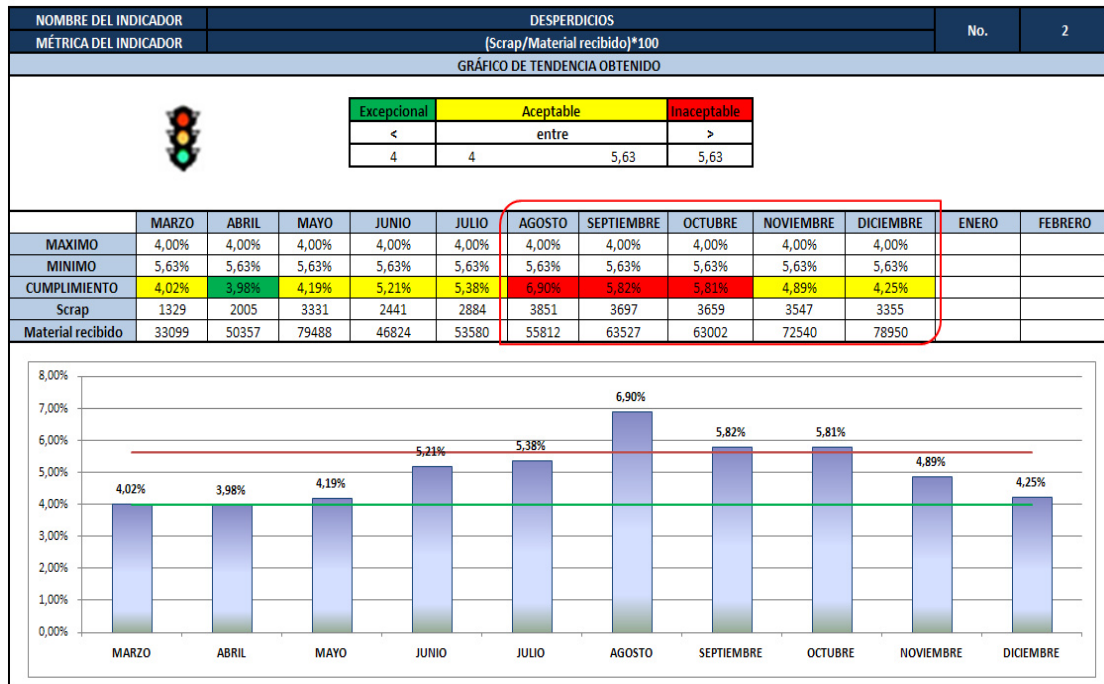 NOMBRE DEL INDICADOR DESPERDICIOS No. 2
MÉTRICA DEL INDICADOR (Scrap/Material recibido)*100
GRÁFICO DE TENDENCIA OBTENIDO
Excepcional Aceptable Inaceptable
< entre >
4 4 5,63 5,63
MARZO ABRIL MAYO JUNIO JULIO AGOSTO SEPTIEMBRE OCTUBRE NOVIEMBRE DICIEMBRE ENERO FEBRERO
MAXIMO 4,00% 4,00% 4,00% 4,00% 4,00% 4,00% 4,00% 4,00% 4,00% 4,00%
MINIMO 5,63% 5,63% 5,63% 5,63% 5,63% 5,63% 5,63% 5,63% 5,63% 5,63%
CUMPLIMIENTO 4,02% 3,98% 4,19% 5,21% 5,38% 6,90% 5,82% 5,81% 4,89% 4,25%
Scrap 1329 2005 3331 2441 2884 3851 3697 3659 3547 3355
Material recibido 33099 50357 79488 46824 53580 55812 63527 63002 72540 78950
8,00%
7,00%
6,00%
5,00%
4,00%
3,00%
2,00%
1,00%
0,00%
4,02% 3,98% 4,19% 5,21% 5,38% 6,90% 5,82% 5,81% 4,89% 4,25%
MARZO ABRIL MAYO JUNIO JULIO AGOSTO SEPTIEMBRE OCTUBRE NOVIEMBRE DICIEMBRE